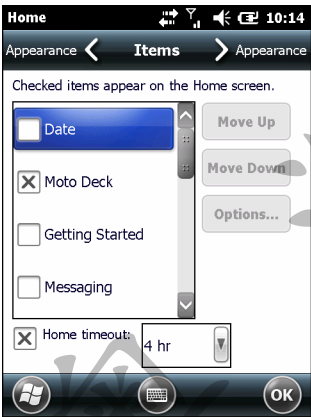 Home 10:14
Appearance Items Appearance
Checked items appear on the Home screen.
Date
Moto Deck
Getting Started
Messaging
Move Up
Move Down
Options...
Home timeout: 4 hr
OK